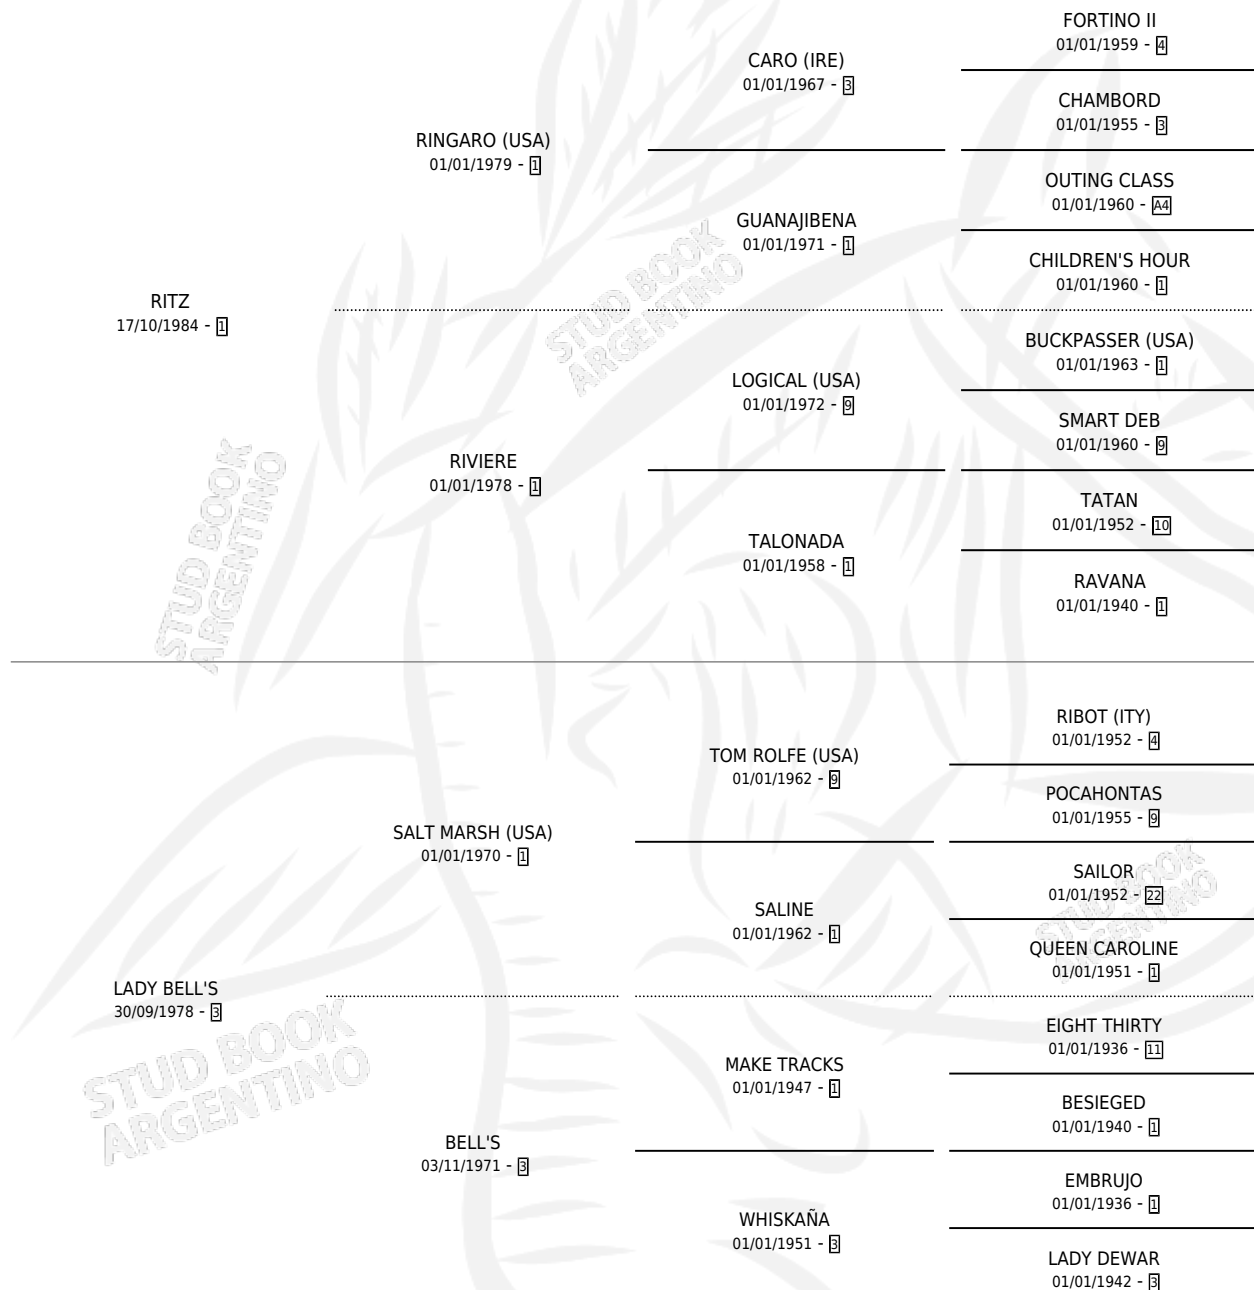 FORTINO II
01/01/1959 - 4
CARO (IRE)
01/01/1967 - 3
CHAMBORD
01/01/1955 - 3
RINGARO (USA)
01/01/1979 - 1
OUTING CLASS
01/01/1960 - A4
GUANAJIBENA
01/01/1971 - 1
CHILDREN'S HOUR
01/01/1960 - 1
RITZ
17/10/1984 - 1
BUCKPASSER (USA)
01/01/1963 - 1
LOGICAL (USA)
01/01/1972 - 9
SMART DEB
01/01/1960 - 9
RIVIERE
01/01/1978 - 1
TATAN
01/01/1952 - 10
TALONADA
01/01/1958 - 1
RAVANA
01/01/1940 - 1
STUD BOOK
ARGENTINO
STUD BOOK
ARGENTINO
RIBOT (ITY)
01/01/1952 - 4
TOM ROLFE (USA)
01/01/1962 - 9
POCAHONTAS
01/01/1955 - 9
SALT MARSH (USA)
01/01/1970 - 1
SAILOR
01/01/1952 - 22
SALINE
01/01/1962 - 1
QUEEN CAROLINE
01/01/1951 - 1
LADY BELL'S
30/09/1978 - 3
EIGHT THIRTY
01/01/1936 - 11
MAKE TRACKS
01/01/1947 - 1
BESIEGED
01/01/1940 - 1
BELL'S
03/11/1971 - 3
EMBRUJO
01/01/1936 - 1
WHISKAÑA
01/01/1951 - 3
LADY DEWAR
01/01/1942 - 3
STUD BOOK
ARGENTINO
STUD BOOK
ARGENTINO